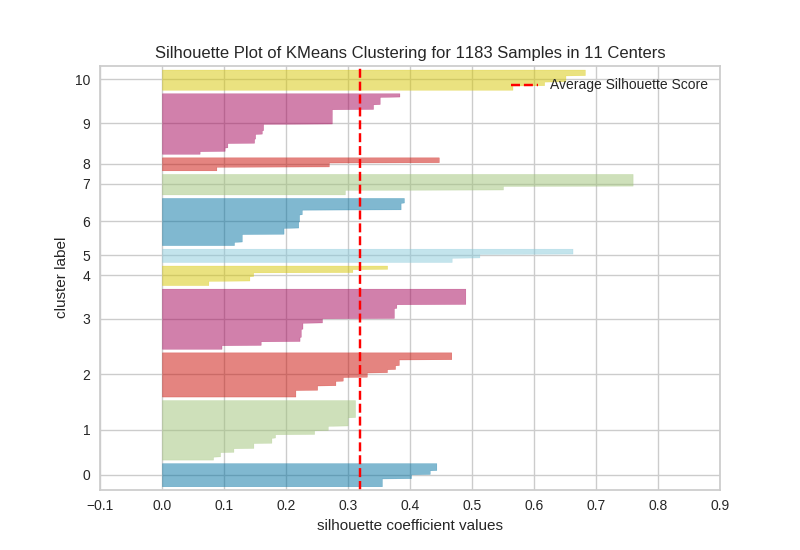 Silhouette Plot of KMeans Clustering for 1183 Samples in 11 Centers
Average Silhouette Score
cluster label
10
9
8
7
6
5
4
3
2
1
0
−0.1 0.0 0.1 0.2 0.3 0.4 0.5 0.6 0.7 0.8 0.9
silhouette coefficient values